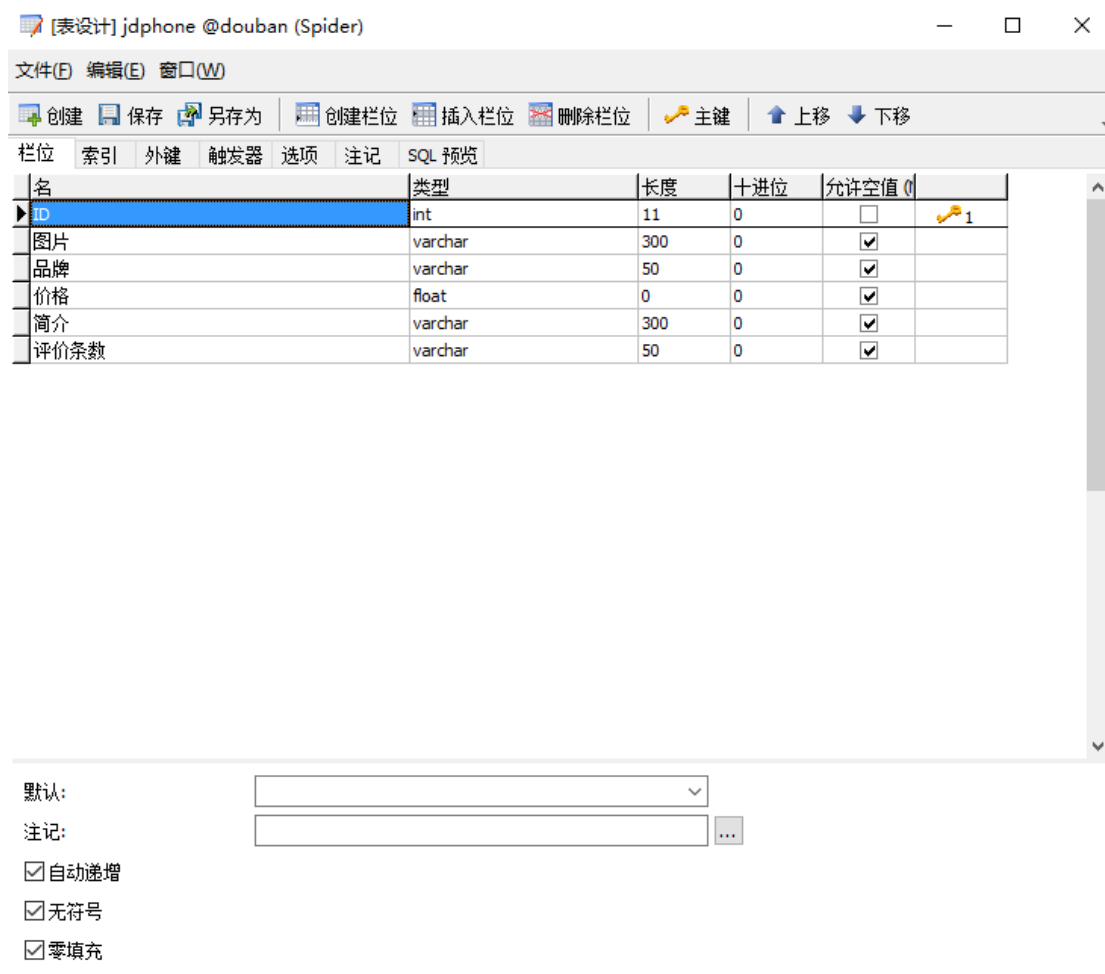 [表设计] jdphone @douban (Spider)
文件(F) 编辑(E) 窗口(W)
创建 保存 另存为 创建栏位 插入栏位 删除栏位 主键 上移 下移
栏位 索引 外键 触发器 选项 注记 SQL 预览
名 类型 长度 十进位 允许空值 (
ID int 11 0 1
图片 varchar 300 0
品牌 varchar 50 0
价格 float 0 0
简介 varchar 300 0
评价条数 varchar 50 0
默认:
注记: ...
自动递增
无符号
零填充